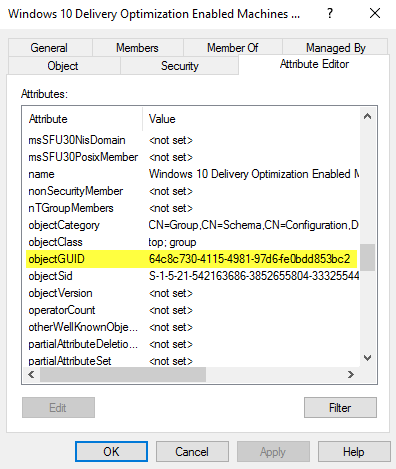 Windows 10 Delivery Optimization Enabled Machines ...
General Members Member Of Managed By
Object Security Attribute Editor
Attributes:
Attribute Value
msSFU30NisDomain <not set>
msSFU30PosixMember <not set>
name Windows 10 Delivery Optimization Enabled M
nonSecurityMember <not set>
nTGroupMembers <not set>
objectCategory CN=Group,CN=Schema,CN=Configuration,D
objectClass top; group
objectGUID 64c8c730-4115-4981-97d6-fe0bdd853bc2
objectSid S-1-5-21-542163686-3852655804-33325544
objectVersion <not set>
operatorCount <not set>
otherWellKnownObje... <not set>
partialAttributeDeletio... <not set>
partialAttributeSet <not set>
Edit Filter
OK Cancel Apply Help